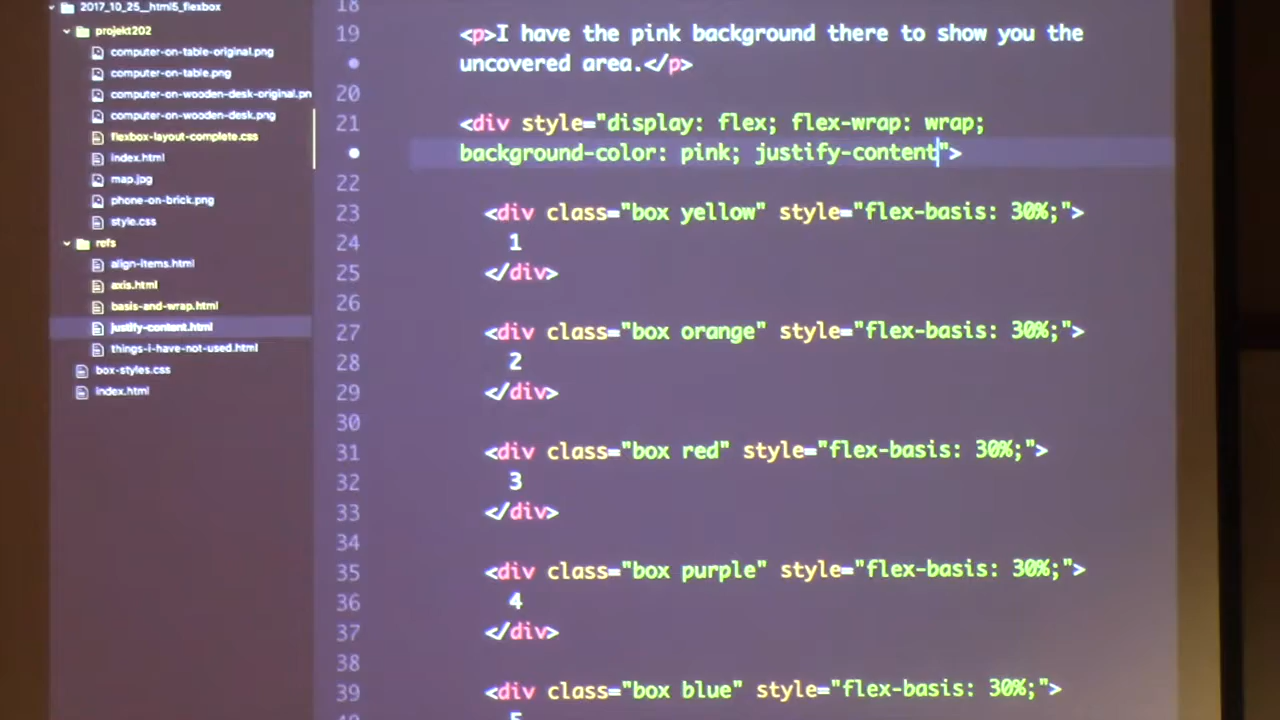 2017_10_25__html5_flexbox
projekt202
computer-on-table-original.png
computer-on-table.png
computer-on-wooden-desk-original.pn
computer-on-wooden-desk.png
flexbox-layout-complete.css
index.html
map.jpg
phone-on-brick.png
style.css
refs
align-items.html
axis.html
basis-and-wrap.html
justify-content.html
things-i-have-not-used.html
box-styles.css
index.html
18
19 <p>I have the pink background there to show you the
• uncovered area.</p>
20
21 <div style="display: flex; flex-wrap: wrap;
• background-color: pink; justify-content">
22
23 <div class="box yellow" style="flex-basis: 30%;">
24 1
25 </div>
26
27 <div class="box orange" style="flex-basis: 30%;">
28 2
29 </div>
30
31 <div class="box red" style="flex-basis: 30%;">
32 3
33 </div>
34
35 <div class="box purple" style="flex-basis: 30%;">
36 4
37 </div>
38
39 <div class="box blue" style="flex-basis: 30%;">
5